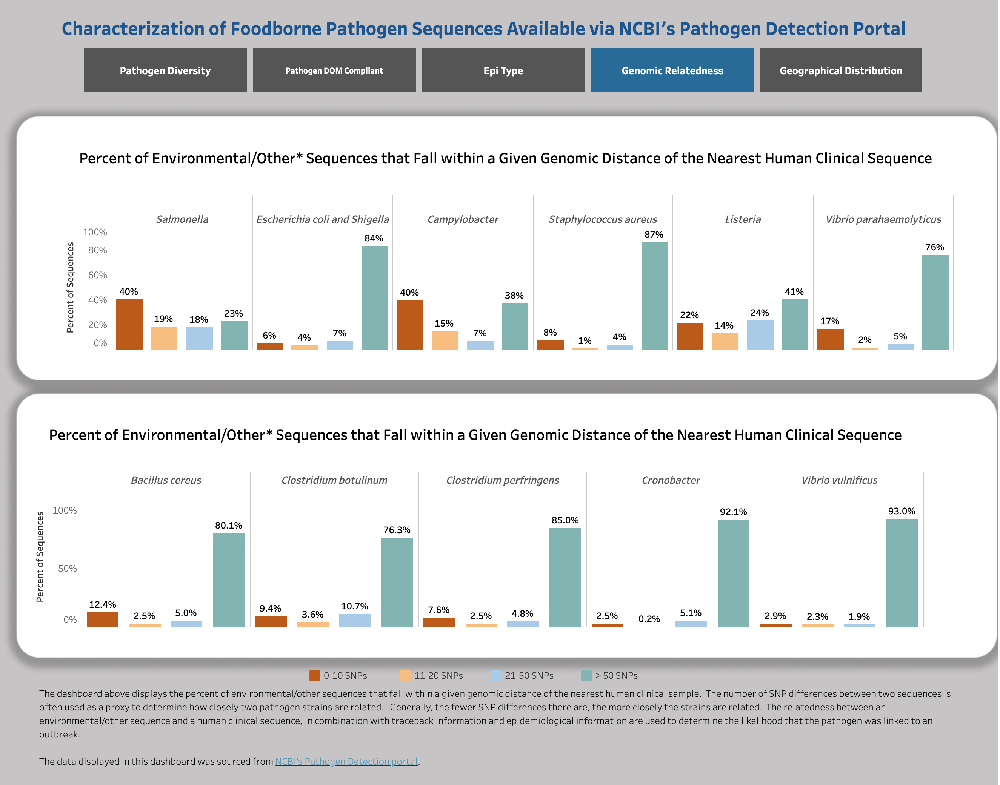 Characterization of Foodborne Pathogen Sequences Available via NCBI's Pathogen Detection Portal
Pathogen Diversity
Pathogen DOM Compliant
Epi Type
Genomic Relatedness
Geographical Distribution
Percent of Environmental/Other* Sequences that Fall within a Given Genomic Distance of the Nearest Human Clinical Sequence
Salmonella
Escherichia coli and Shigella
Campylobacter
Staphylococcus aureus
Listeria
Vibrio parahaemolyticus
Percent of Sequences
100%
80%
60%
40%
20%
0%
40%
19%
18%
23%
6%
4%
7%
84%
40%
15%
7%
38%
8%
1%
4%
87%
22%
14%
24%
41%
17%
2%
5%
76%
Percent of Environmental/Other* Sequences that Fall within a Given Genomic Distance of the Nearest Human Clinical Sequence
Bacillus cereus
Clostridium botulinum
Clostridium perfringens
Cronobacter
Vibrio vulnificus
Percent of Sequences
100%
50%
0%
12.4%
2.5%
5.0%
80.1%
9.4%
3.6%
10.7%
76.3%
7.6%
2.5%
4.8%
85.0%
2.5%
0.2%
5.1%
92.1%
2.9%
2.3%
1.9%
93.0%
0-10 SNPs
11-20 SNPs
21-50 SNPs
> 50 SNPs
The dashboard above displays the percent of environmental/other sequences that fall within a given genomic distance of the nearest human clinical sample.  The number of SNP differences between two sequences is
often used as a proxy to determine how closely two pathogen strains are related.   Generally, the fewer SNP differences there are, the more closely the strains are related.  The relatedness between an
environmental/other sequence and a human clinical sequence, in combination with traceback information and epidemiological information are used to determine the likelihood that the pathogen was linked to an
outbreak.
The data displayed in this dashboard was sourced from NCBI's Pathogen Detection portal.